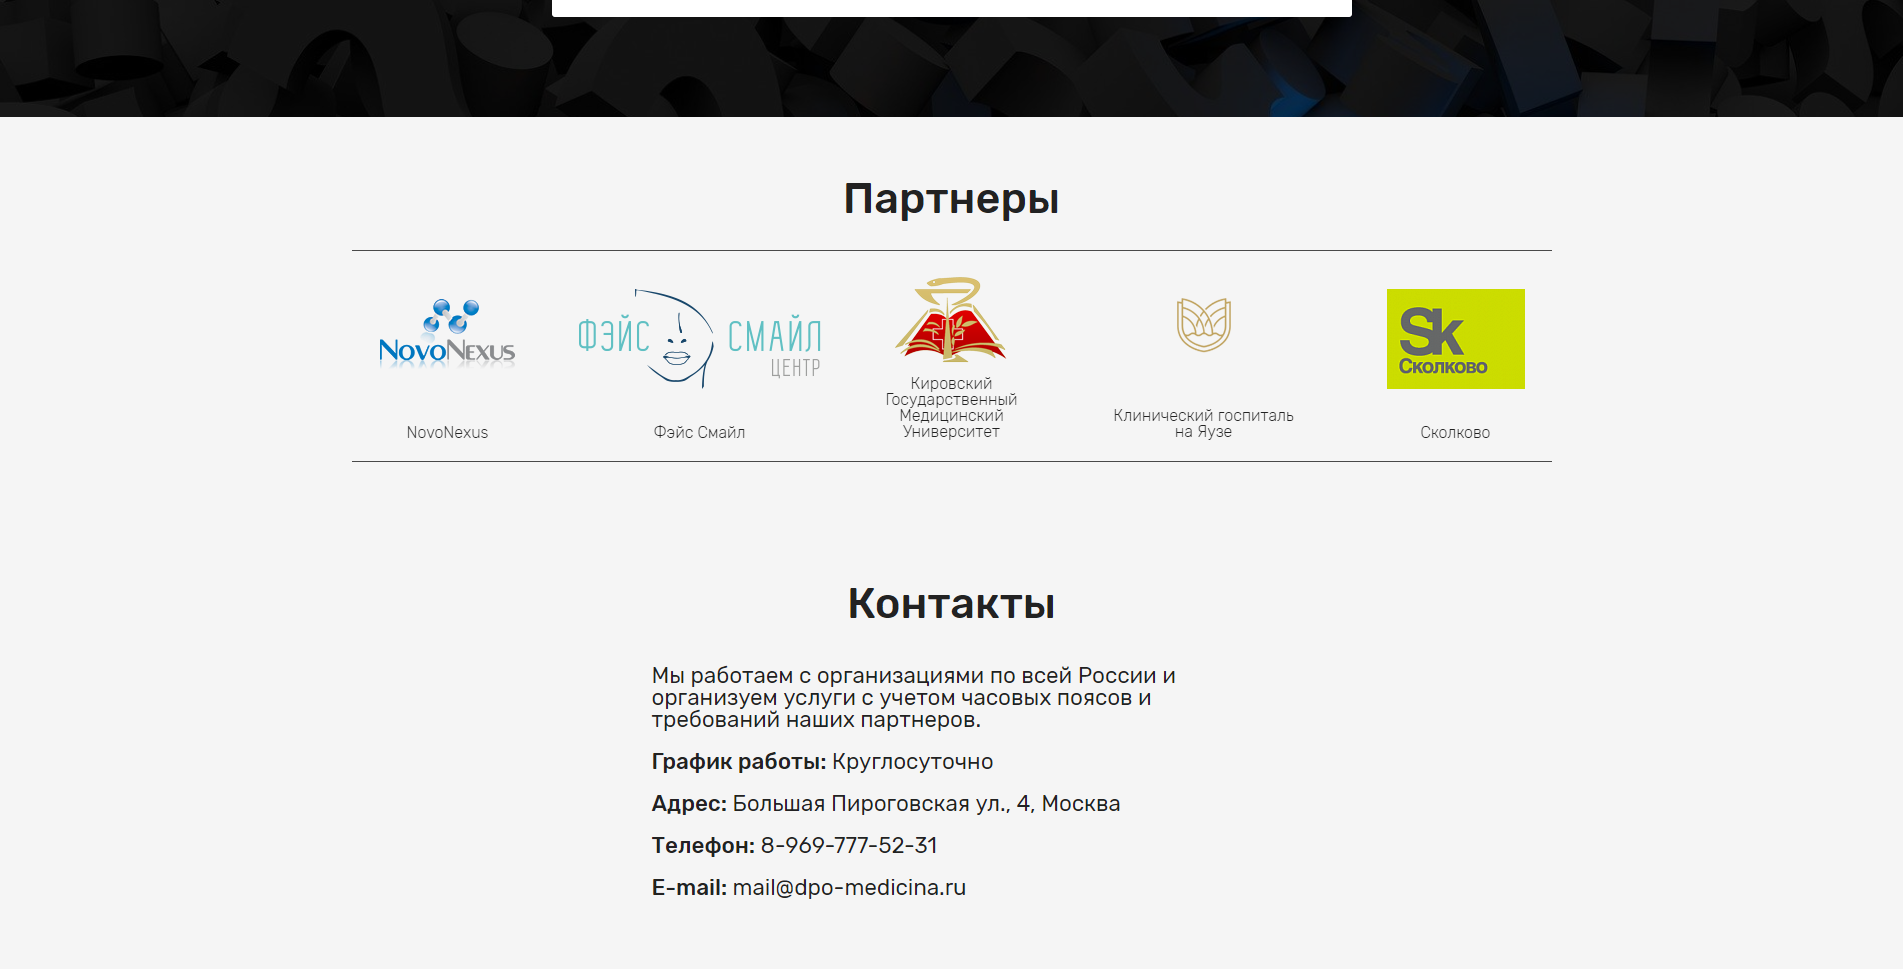 Партнеры
NovoNexus
ФЭЙС СМАЙЛ
ЦЕНТР
Sk
Сколково
NovoNexus
Фэйс Смайл
Кировский
Государственный
Медицинский
Университет
Клинический госпиталь
на Яузе
Сколково
Контакты
Мы работаем с организациями по всей России и
организуем услуги с учетом часовых поясов и
требований наших партнеров.
График работы: Круглосуточно
Адрес: Большая Пироговская ул., 4, Москва
Телефон: 8-969-777-52-31
E-mail: mail@dpo-medicina.ru